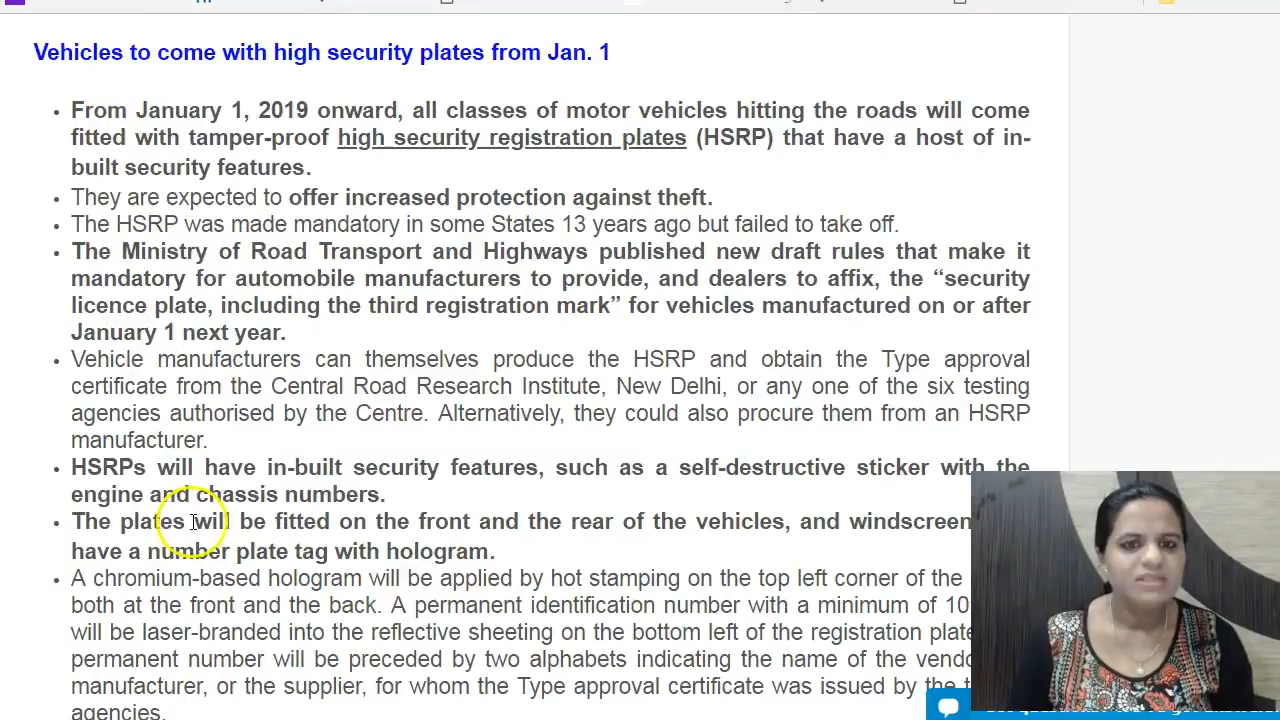 Vehicles to come with high security plates from Jan. 1
• From January 1, 2019 onward, all classes of motor vehicles hitting the roads will come
fitted with tamper-proof high security registration plates (HSRP) that have a host of in-
built security features.
• They are expected to offer increased protection against theft.
• The HSRP was made mandatory in some States 13 years ago but failed to take off.
• The Ministry of Road Transport and Highways published new draft rules that make it
mandatory for automobile manufacturers to provide, and dealers to affix, the “security
licence plate, including the third registration mark” for vehicles manufactured on or after
January 1 next year.
• Vehicle manufacturers can themselves produce the HSRP and obtain the Type approval
certificate from the Central Road Research Institute, New Delhi, or any one of the six testing
agencies authorised by the Centre. Alternatively, they could also procure them from an HSRP
manufacturer.
• HSRPs will have in-built security features, such as a self-destructive sticker with the
engine and chassis numbers.
• The plates will be fitted on the front and the rear of the vehicles, and windscreen
have a number plate tag with hologram.
• A chromium-based hologram will be applied by hot stamping on the top left corner of the
both at the front and the back. A permanent identification number with a minimum of 10
will be laser-branded into the reflective sheeting on the bottom left of the registration plate
permanent number will be preceded by two alphabets indicating the name of the
manufacturer, or the supplier, for whom the Type approval certificate was issued by the
agencies.